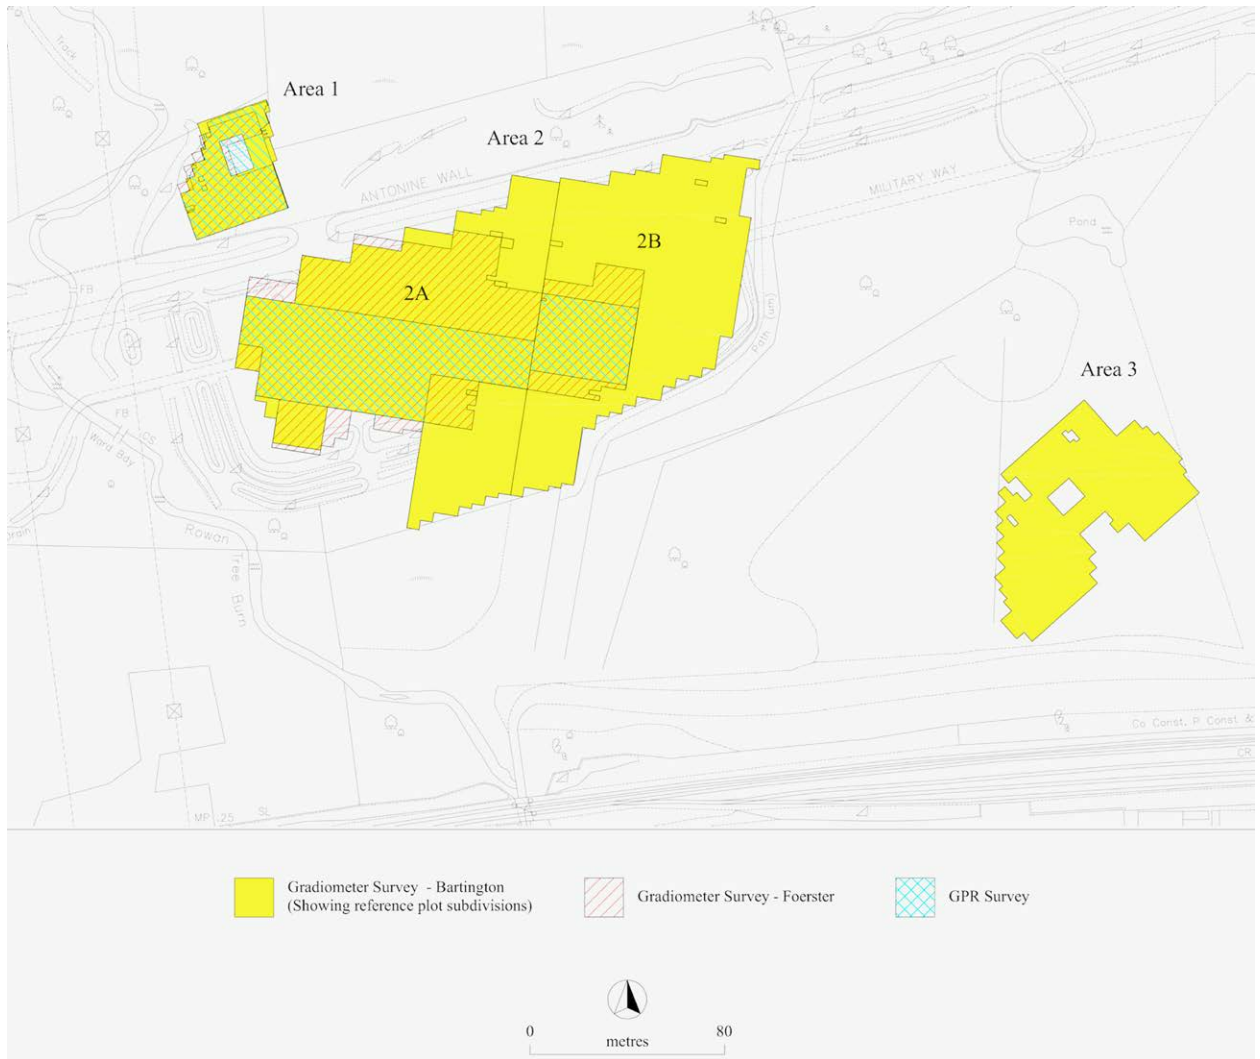 Track
Area 1
Area 2
ANTONINE WALL
MILITARY WAY
2B
Pond
2A
FB
Path (um)
Area 3
FB
CS
Ward Bdy
Drain
Rowan
Tree Burn
Co Const, P Const &
CR
MP .25
SL
Gradiometer Survey - Bartington
(Showing reference plot subdivisions)
Gradiometer Survey - Foerster
GPR Survey
0
80
metres